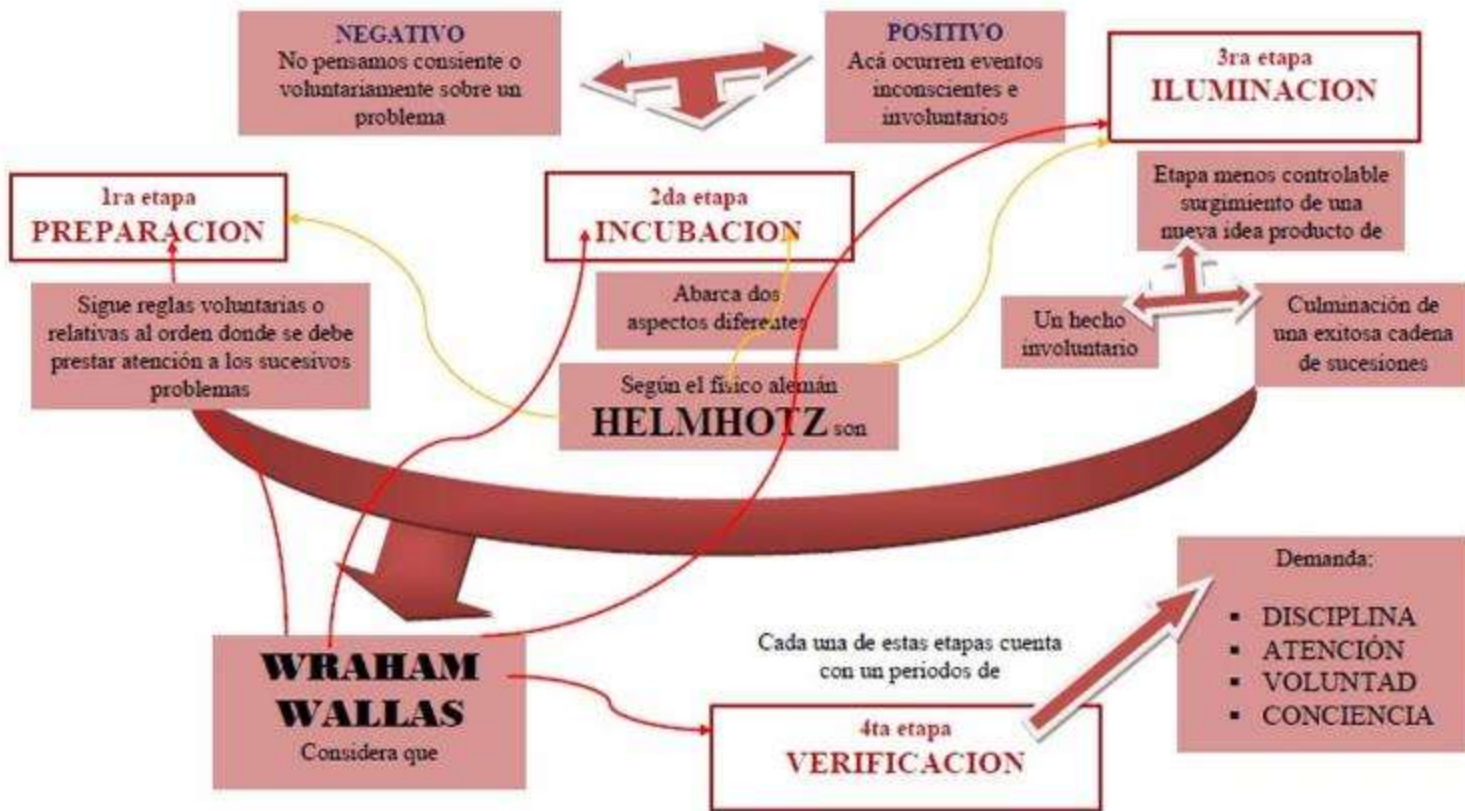 NEGATIVO
No pensamos consiente o
voluntariamente sobre un
problema
POSITIVO
Acá ocurren eventos
inconscientes e
involuntarios
3ra etapa
ILUMINACION
Etapa menos controlable
surgimiento de una
nueva idea producto de
Un hecho
involuntario
Culminación de
una exitosa cadena
de sucesiones
1ra etapa
PREPARACION
Sigue reglas voluntarias o
relativas al orden donde se debe
prestar atención a los sucesivos
problemas
2da etapa
INCUBACION
Abarca dos
aspectos diferentes
Según el físico alemán
HELMHOTZ son
WRAHAM
WALLAS
Considera que
Cada una de estas etapas cuenta
con un periodos de
4ta etapa
VERIFICACION
Demanda:
▪ DISCIPLINA
▪ ATENCIÓN
▪ VOLUNTAD
▪ CONCIENCIA